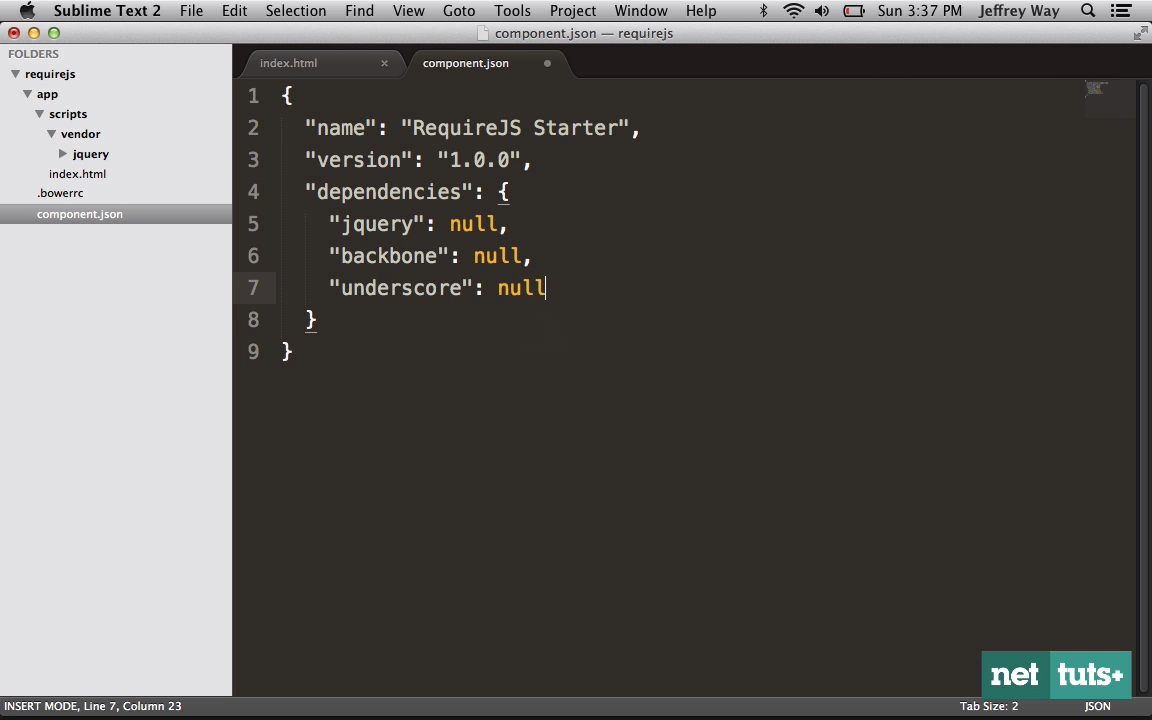 Sublime Text 2 File Edit Selection Find View Goto Tools Project Window Help Sun 3:37 PM Jeffrey Way
component.json — requirejs
FOLDERS
requirejs
app
scripts
vendor
jquery
index.html
.bowerrc
component.json
index.html × component.json
1 {
2 "name": "RequireJS Starter",
3 "version": "1.0.0",
4 "dependencies": {
5 "jquery": null,
6 "backbone": null,
7 "underscore": null
8 }
9 }
net tuts+
INSERT MODE, Line 7, Column 23 Tab Size: 2 JSON